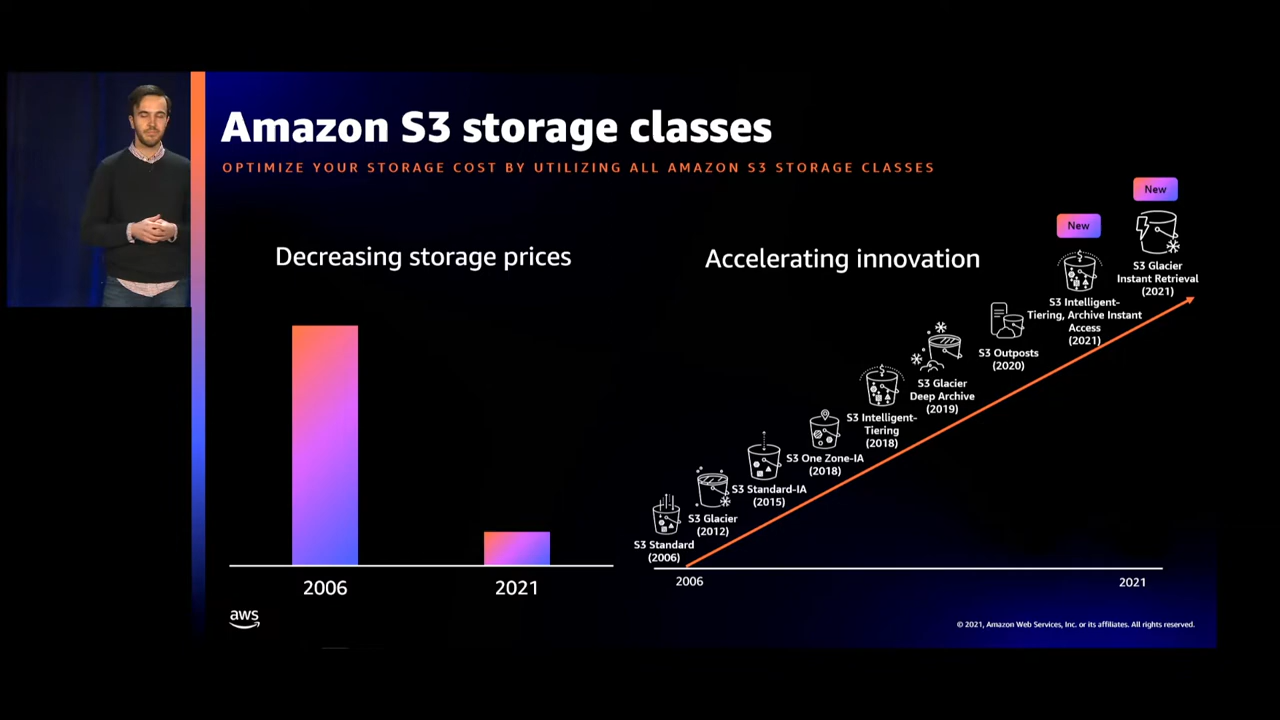 Amazon S3 storage classes
OPTIMIZE YOUR STORAGE COST BY UTILIZING ALL AMAZON S3 STORAGE CLASSES
Decreasing storage prices
2006
2021
Accelerating innovation
S3 Standard
(2006)
S3 Glacier
(2012)
S3 Standard-IA
(2015)
S3 One Zone-IA
(2018)
S3 Intelligent-
Tiering
(2018)
S3 Glacier
Deep Archive
(2019)
S3 Outposts
(2020)
New
S3 Intelligent-
Tiering, Archive Instant
Access
(2021)
New
S3 Glacier
Instant Retrieval
(2021)
2006
2021
aws
© 2021, Amazon Web Services, Inc. or its affiliates. All rights reserved.